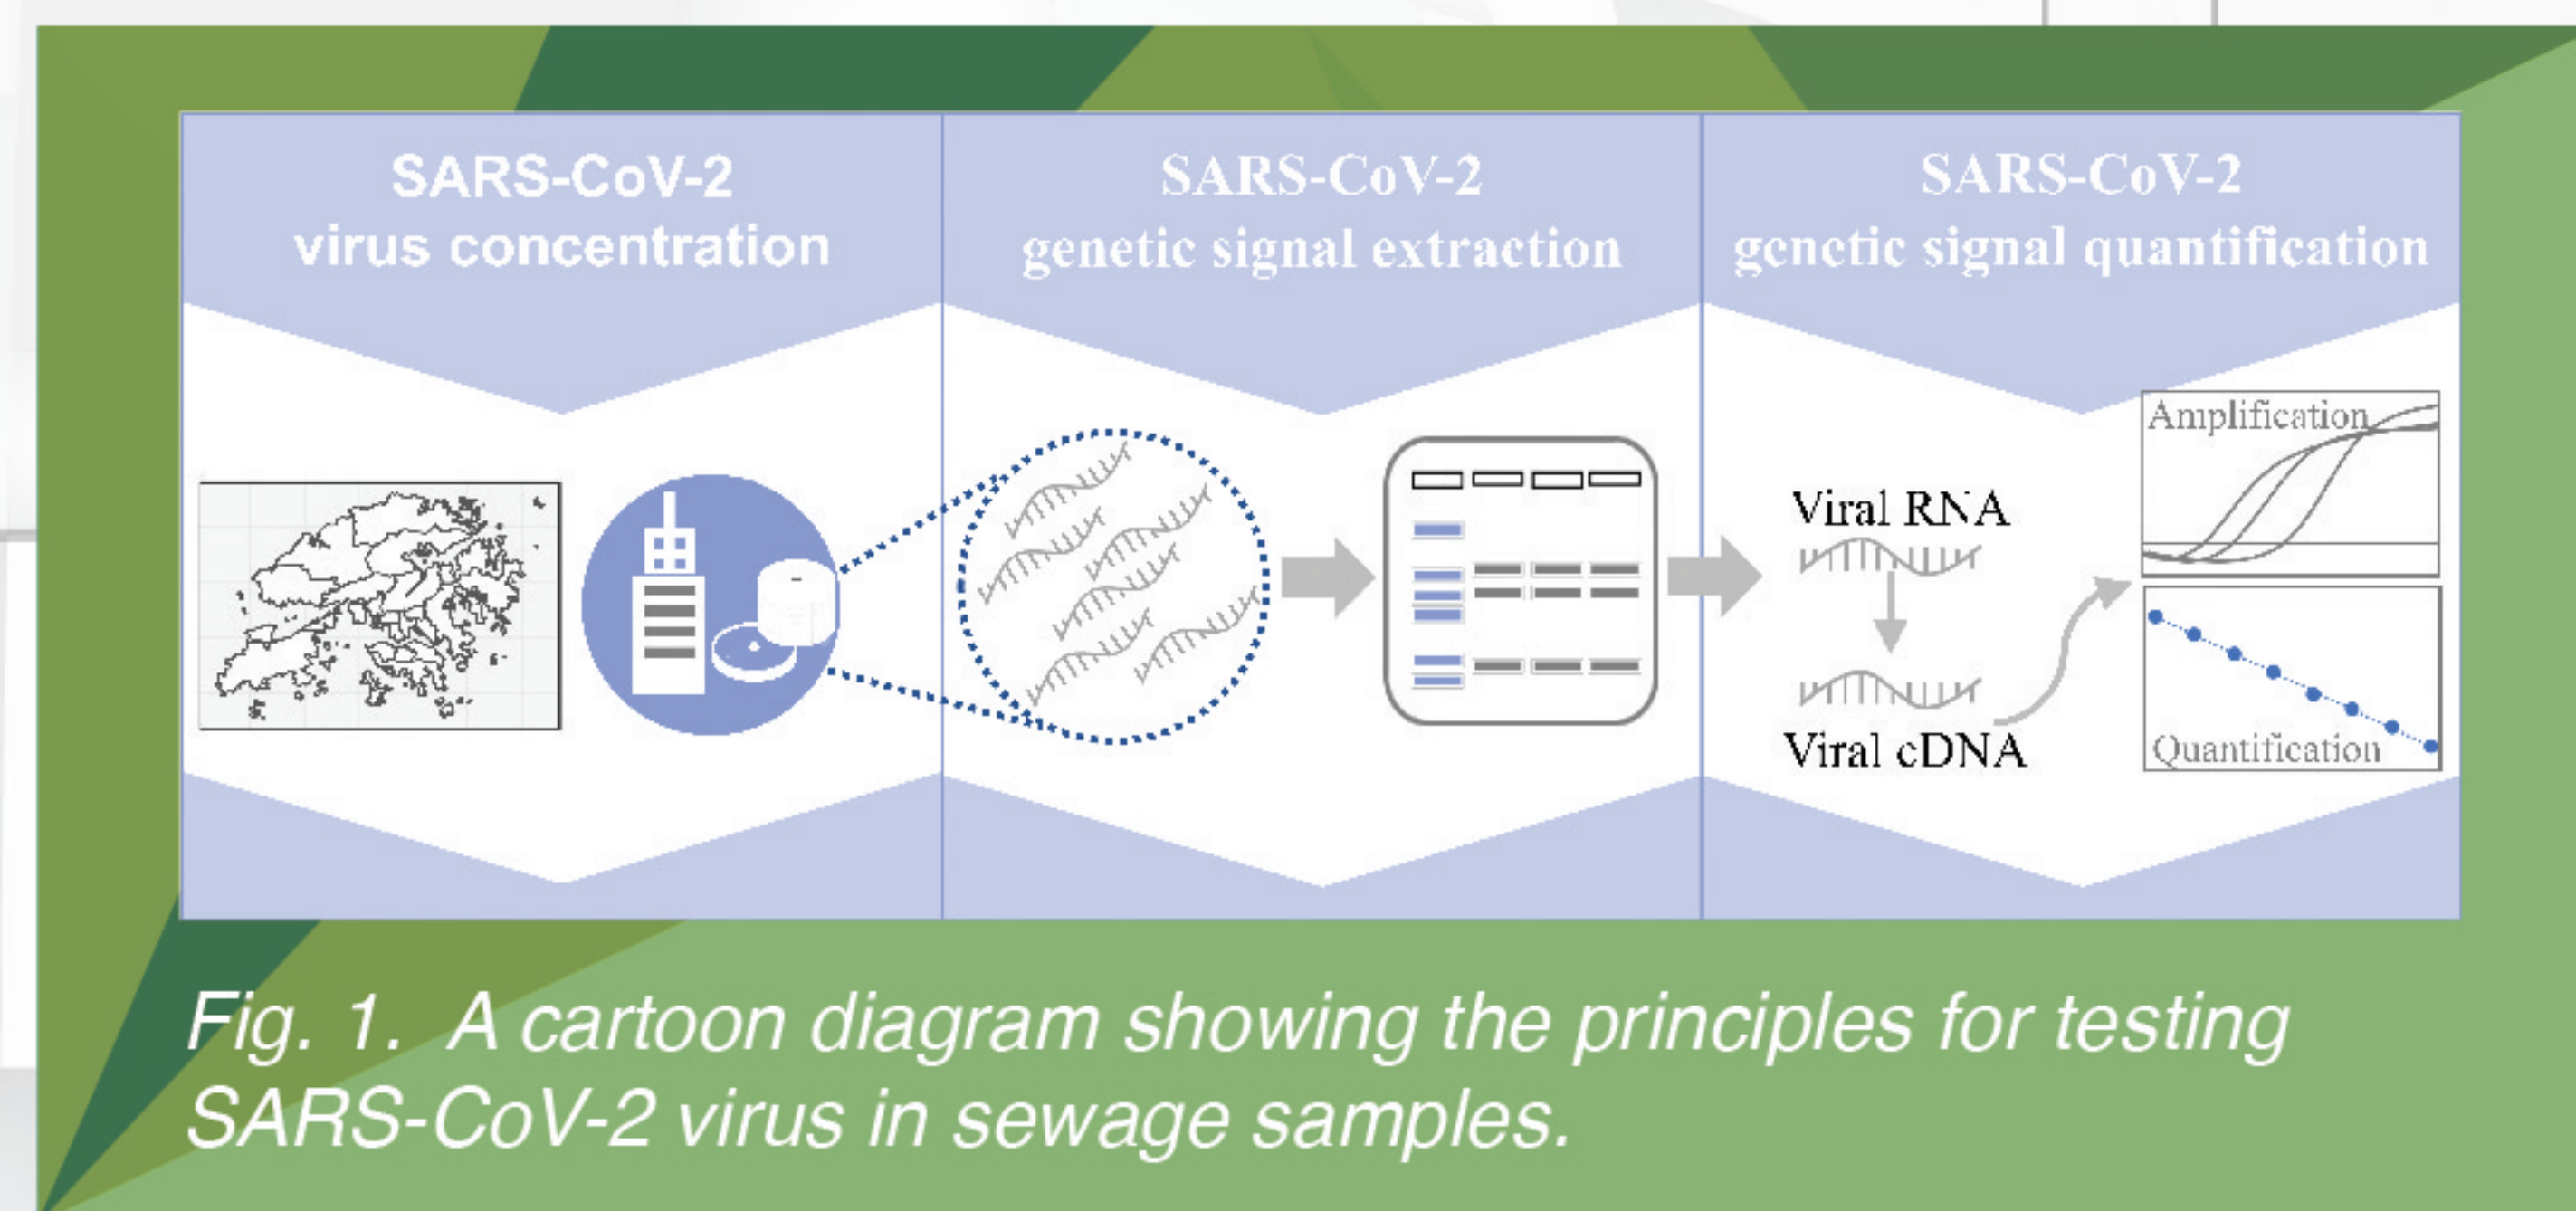 SARS-CoV-2
virus concentration
SARS-CoV-2
genetic signal extraction
SARS-CoV-2
genetic signal quantification
Viral RNA
Viral cDNA
Amplification
Quantification
Fig. 1. A cartoon diagram showing the principles for testing
SARS-CoV-2 virus in sewage samples.